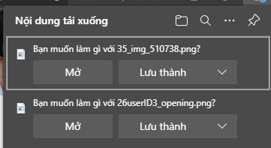 Nội dung tải xuống
Bạn muốn làm gì với 35_img_510738.png?
Mở
Lưu thành
Bạn muốn làm gì với 26userID3_opening.png?
Mở
Lưu thành